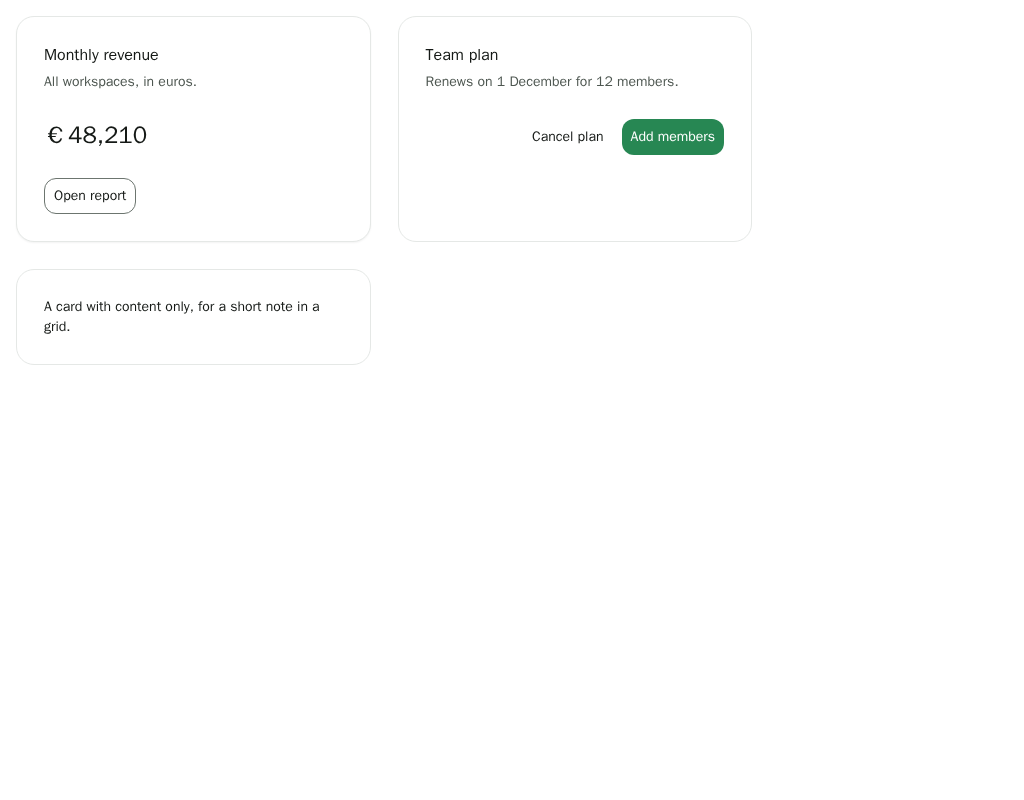 Monthly revenue
All workspaces, in euros.
€ 48,210
Open report
Team plan
Renews on 1 December for 12 members.
Cancel plan
Add members
A card with content only, for a short note in a
grid.